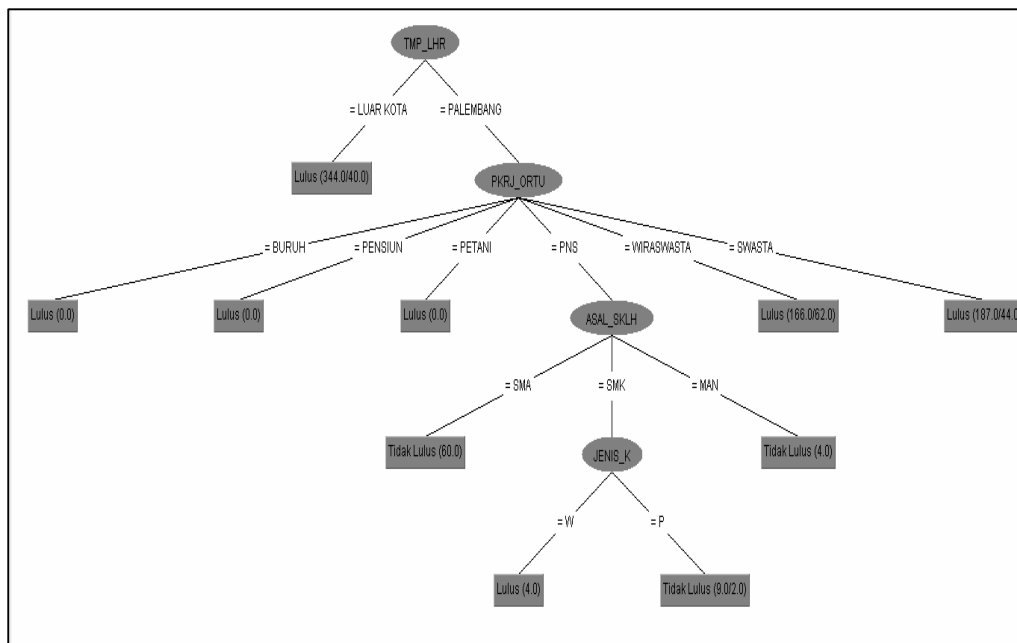 TMP_LHR
= LUAR KOTA
= PALEMBANG
Lulus (344.0/40.0)
PKRJ_ORTU
= BURUH
= PENSIUN
= PETANI
= PNS
= WIRASWASTA
= SWASTA
Lulus (0.0)
Lulus (0.0)
Lulus (0.0)
ASAL_SKLH
Lulus (166.0/62.0)
Lulus (187.0/44.0
= SMA
= SMK
= MAN
Tidak Lulus (60.0)
JENIS_K
Tidak Lulus (4.0)
= W
= P
Lulus (4.0)
Tidak Lulus (9.0/2.0)